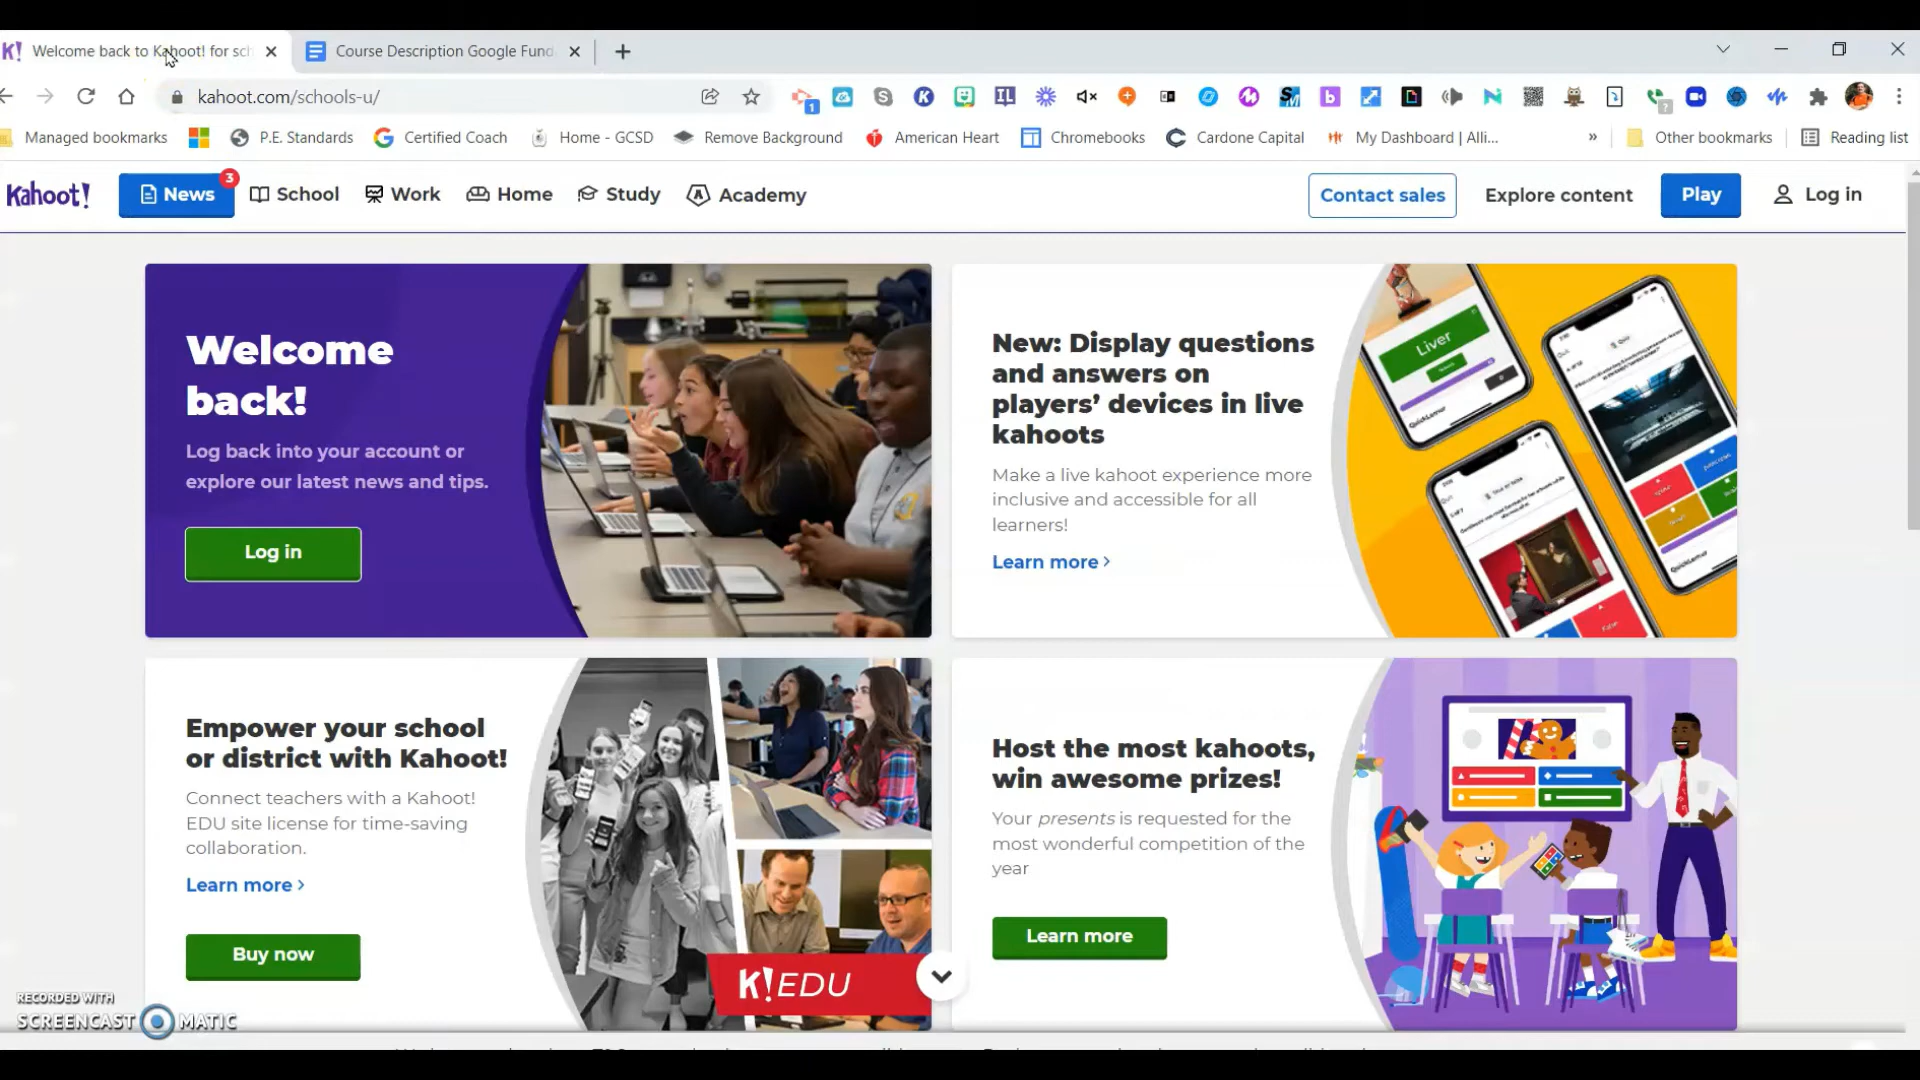 K! Welcome back to Kahoot! for sch
Course Description Google Fund
kahoot.com/schools-u/
1
?
Managed bookmarks
P.E. Standards
Certified Coach
Home - GCSD
Remove Background
American Heart
Chromebooks
Cardone Capital
My Dashboard | Alli...
»
Other bookmarks
Reading list
Kahoot!
News
3
School
Work
Home
Study
Academy
Contact sales
Explore content
Play
Log in
Welcome
back!
Log back into your account or
explore our latest news and tips.
Log in
New: Display questions
and answers on
players' devices in live
kahoots
Make a live kahoot experience more
inclusive and accessible for all
learners!
Learn more ›
Liver
Empower your school
or district with Kahoot!
Connect teachers with a Kahoot!
EDU site license for time-saving
collaboration.
Learn more ›
Buy now
K!EDU
Host the most kahoots,
win awesome prizes!
Your presents is requested for the
most wonderful competition of the
year
Learn more
RECORDED WITH
SCREENCAST MATIC